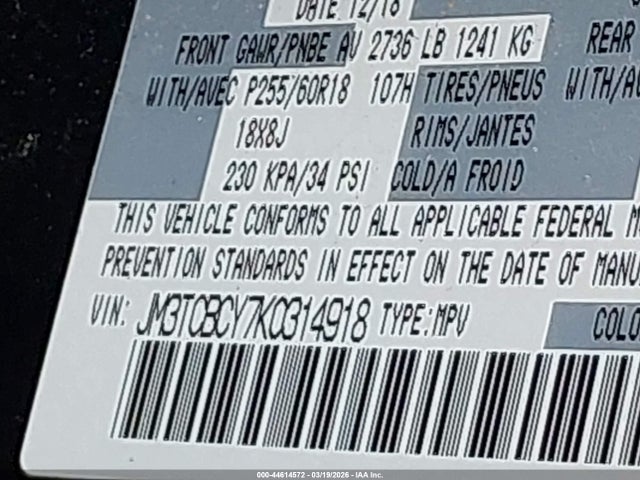 DATE 12/18
FRONT GAWR/PNBE AV 2736 LB 1241 KG REAR
WITH/AVEC P255/60R18 107H TIRES/PNEUS WITH/AV
18X8J RIMS/JANTES
230 KPA/34 PSI COLD/A FROID
THIS VEHICLE CONFORMS TO ALL APPLICABLE FEDERAL M
PREVENTION STANDARDS IN EFFECT ON THE DATE OF MANU
VIN: JM3TCBCY7K0314918 TYPE:MPV COLO
000-44614572 - 03/19/2026 - IAA Inc.